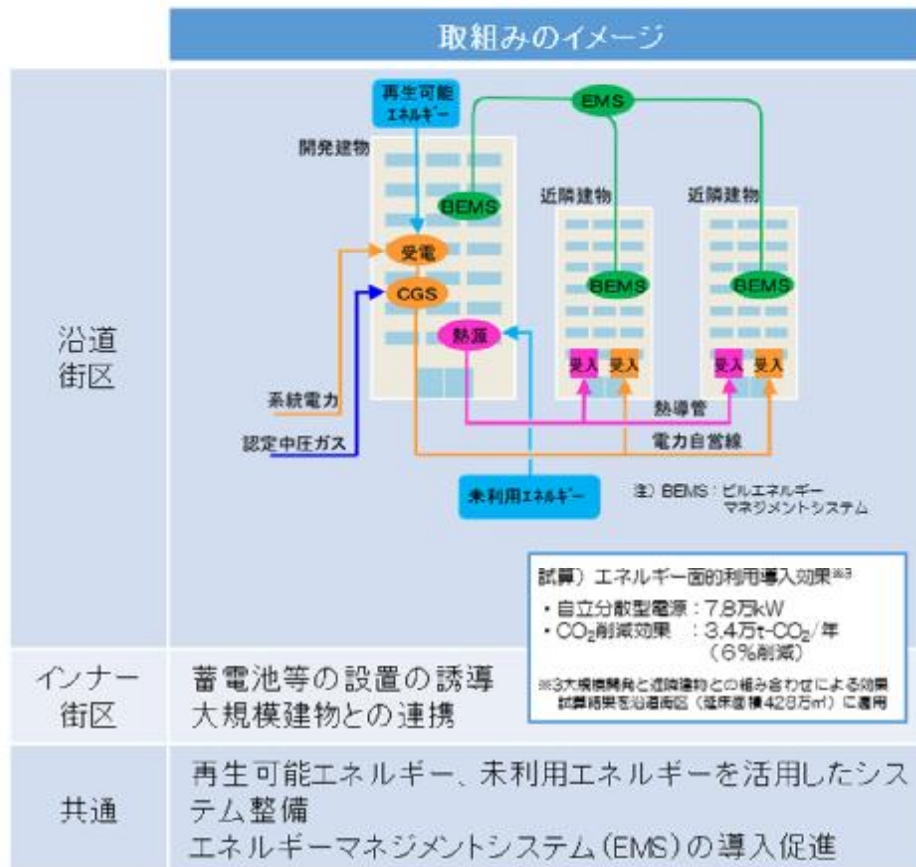 取組みのイメージ
沿道
街区
再生可能
エネルギー
EMS
開発建物
BEMS
近隣建物
近隣建物
受電
BEMS
BEMS
CGS
熱源
受入
受入
受入
受入
系統電力
熱導管
認定中圧ガス
電力自営線
未利用エネルギー
注）BEMS：ビルエネルギー
マネジメントシステム
試算）エネルギー面的利用導入効果※3
・自立分散型電源：7.8万kW
・CO₂削減効果　：3.4万t-CO₂/年
（6%削減）
※3大規模開発と近隣建物との組み合わせによる効果
試算結果を沿道街区（延床面積428万㎡）に適用
インナー
街区
蓄電池等の設置の誘導
大規模建物との連携
共通
再生可能エネルギー、未利用エネルギーを活用したシス
テム整備
エネルギーマネジメントシステム（EMS）の導入促進